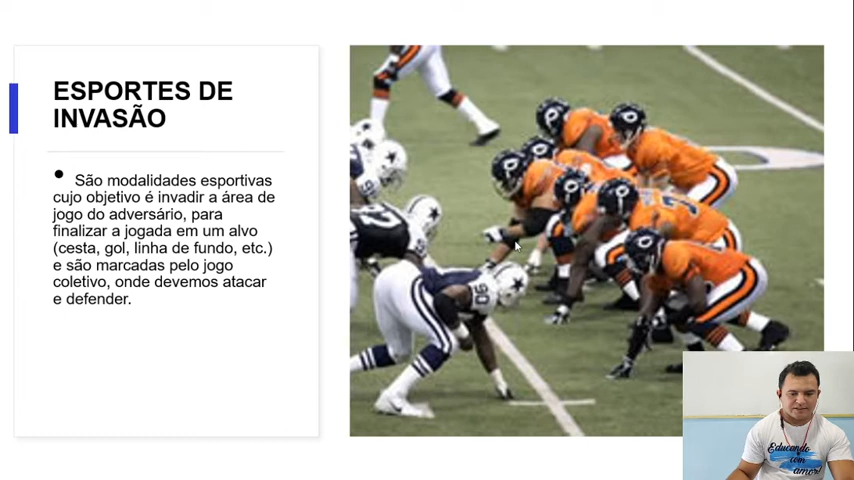 ESPORTES DE
INVASÃO
• São modalidades esportivas
cujo objetivo é invadir a área de
jogo do adversário, para
finalizar a jogada em um alvo
(cesta, gol, linha de fundo, etc.)
e são marcadas pelo jogo
coletivo, onde devemos atacar
e defender.
90
Educando
com
amor!